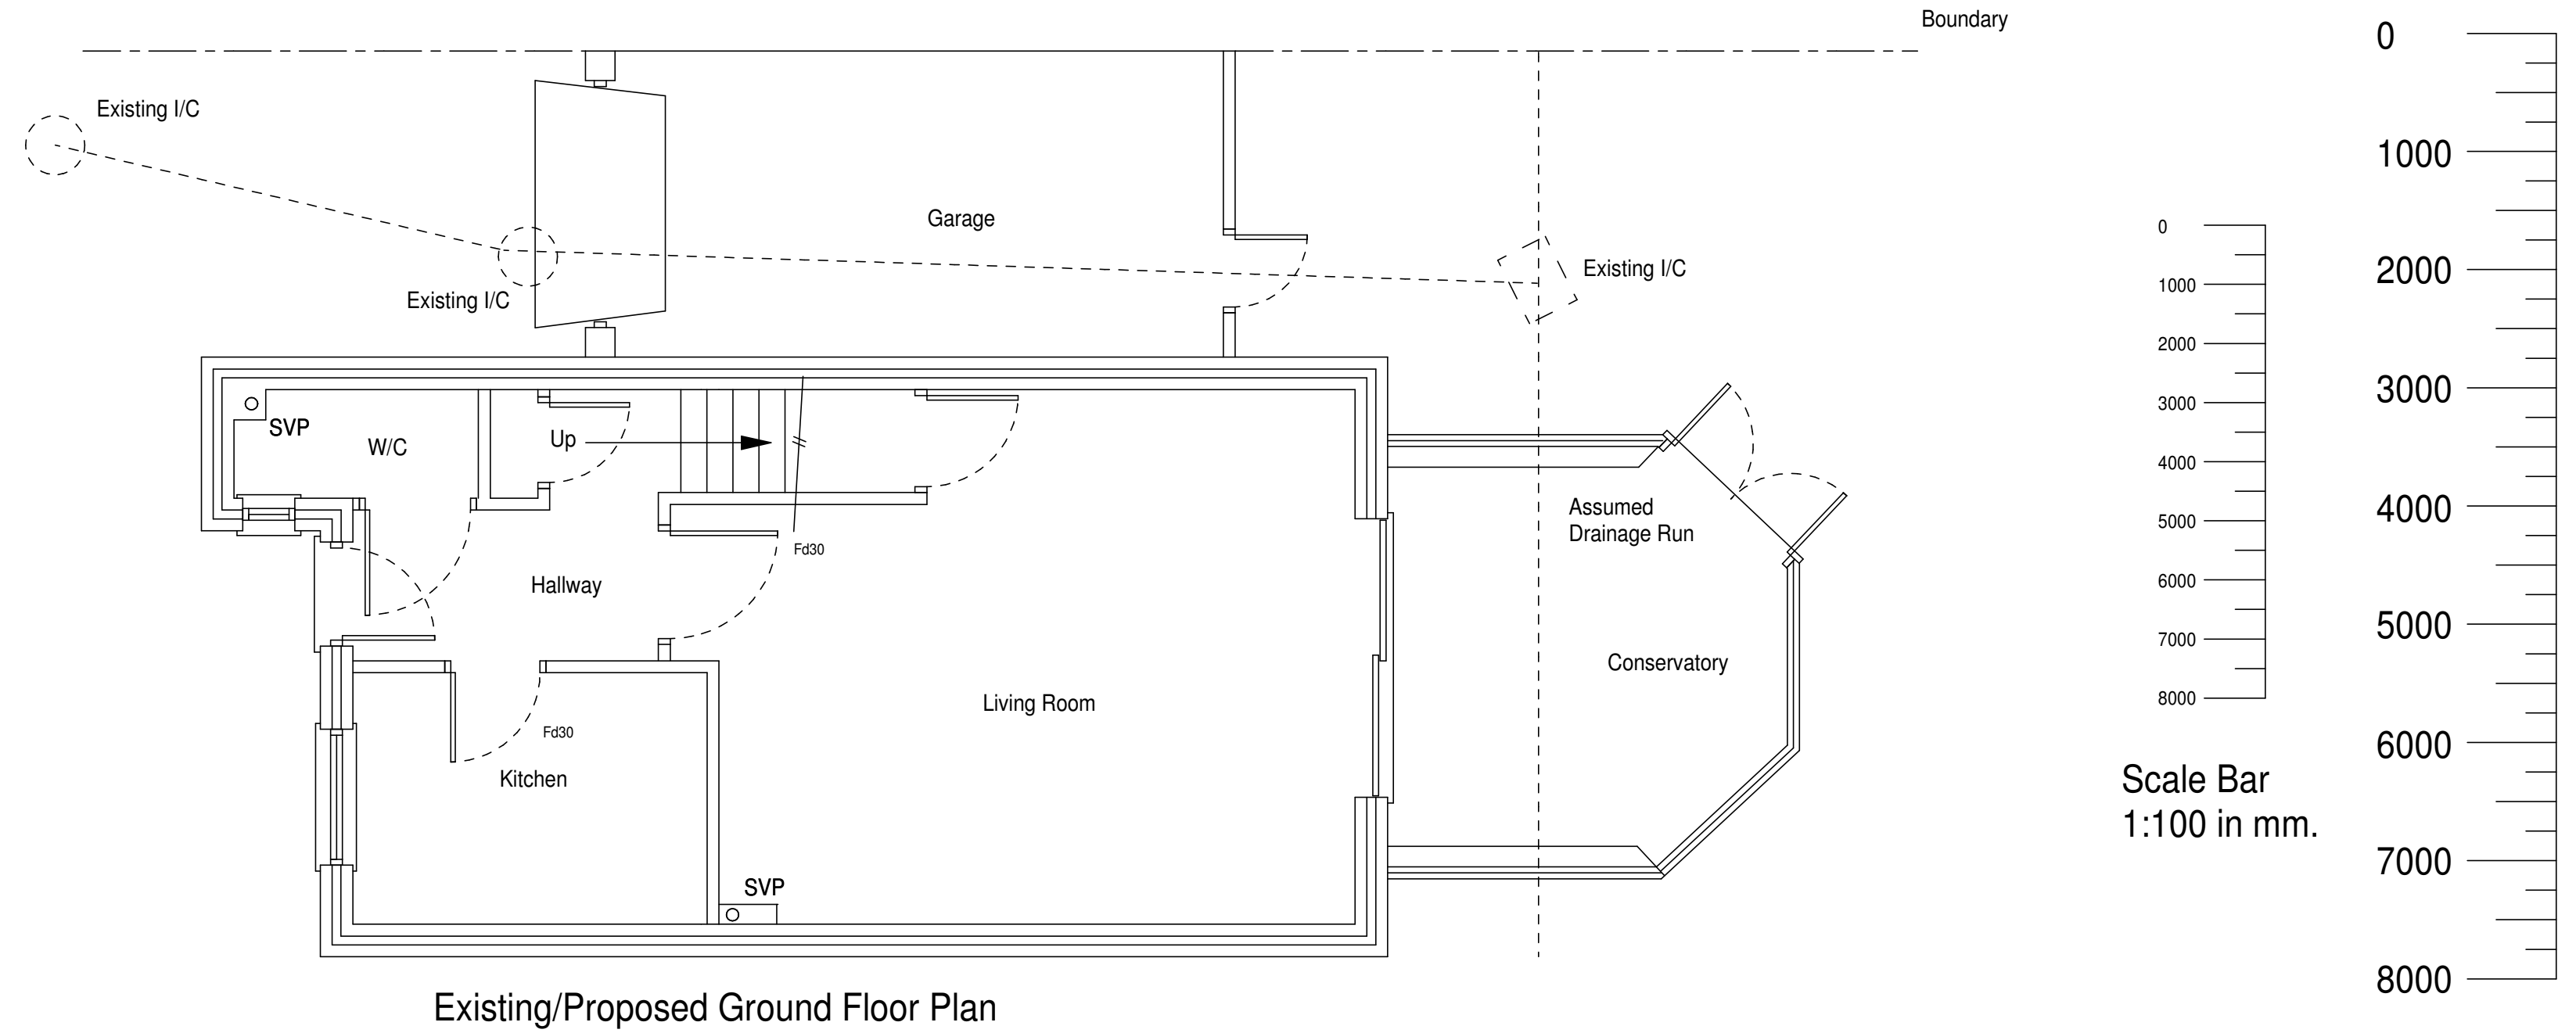 Boundary
Existing I/C
Garage
Existing I/C
Existing I/C
SVP
W/C
Up
Assumed
Drainage Run
Fd30
Hallway
Conservatory
Living Room
Fd30
Kitchen
SVP
Existing/Proposed Ground Floor Plan
0
1000
2000
3000
4000
5000
6000
7000
8000
Scale Bar
1:100 in mm.
0
1000
2000
3000
4000
5000
6000
7000
8000